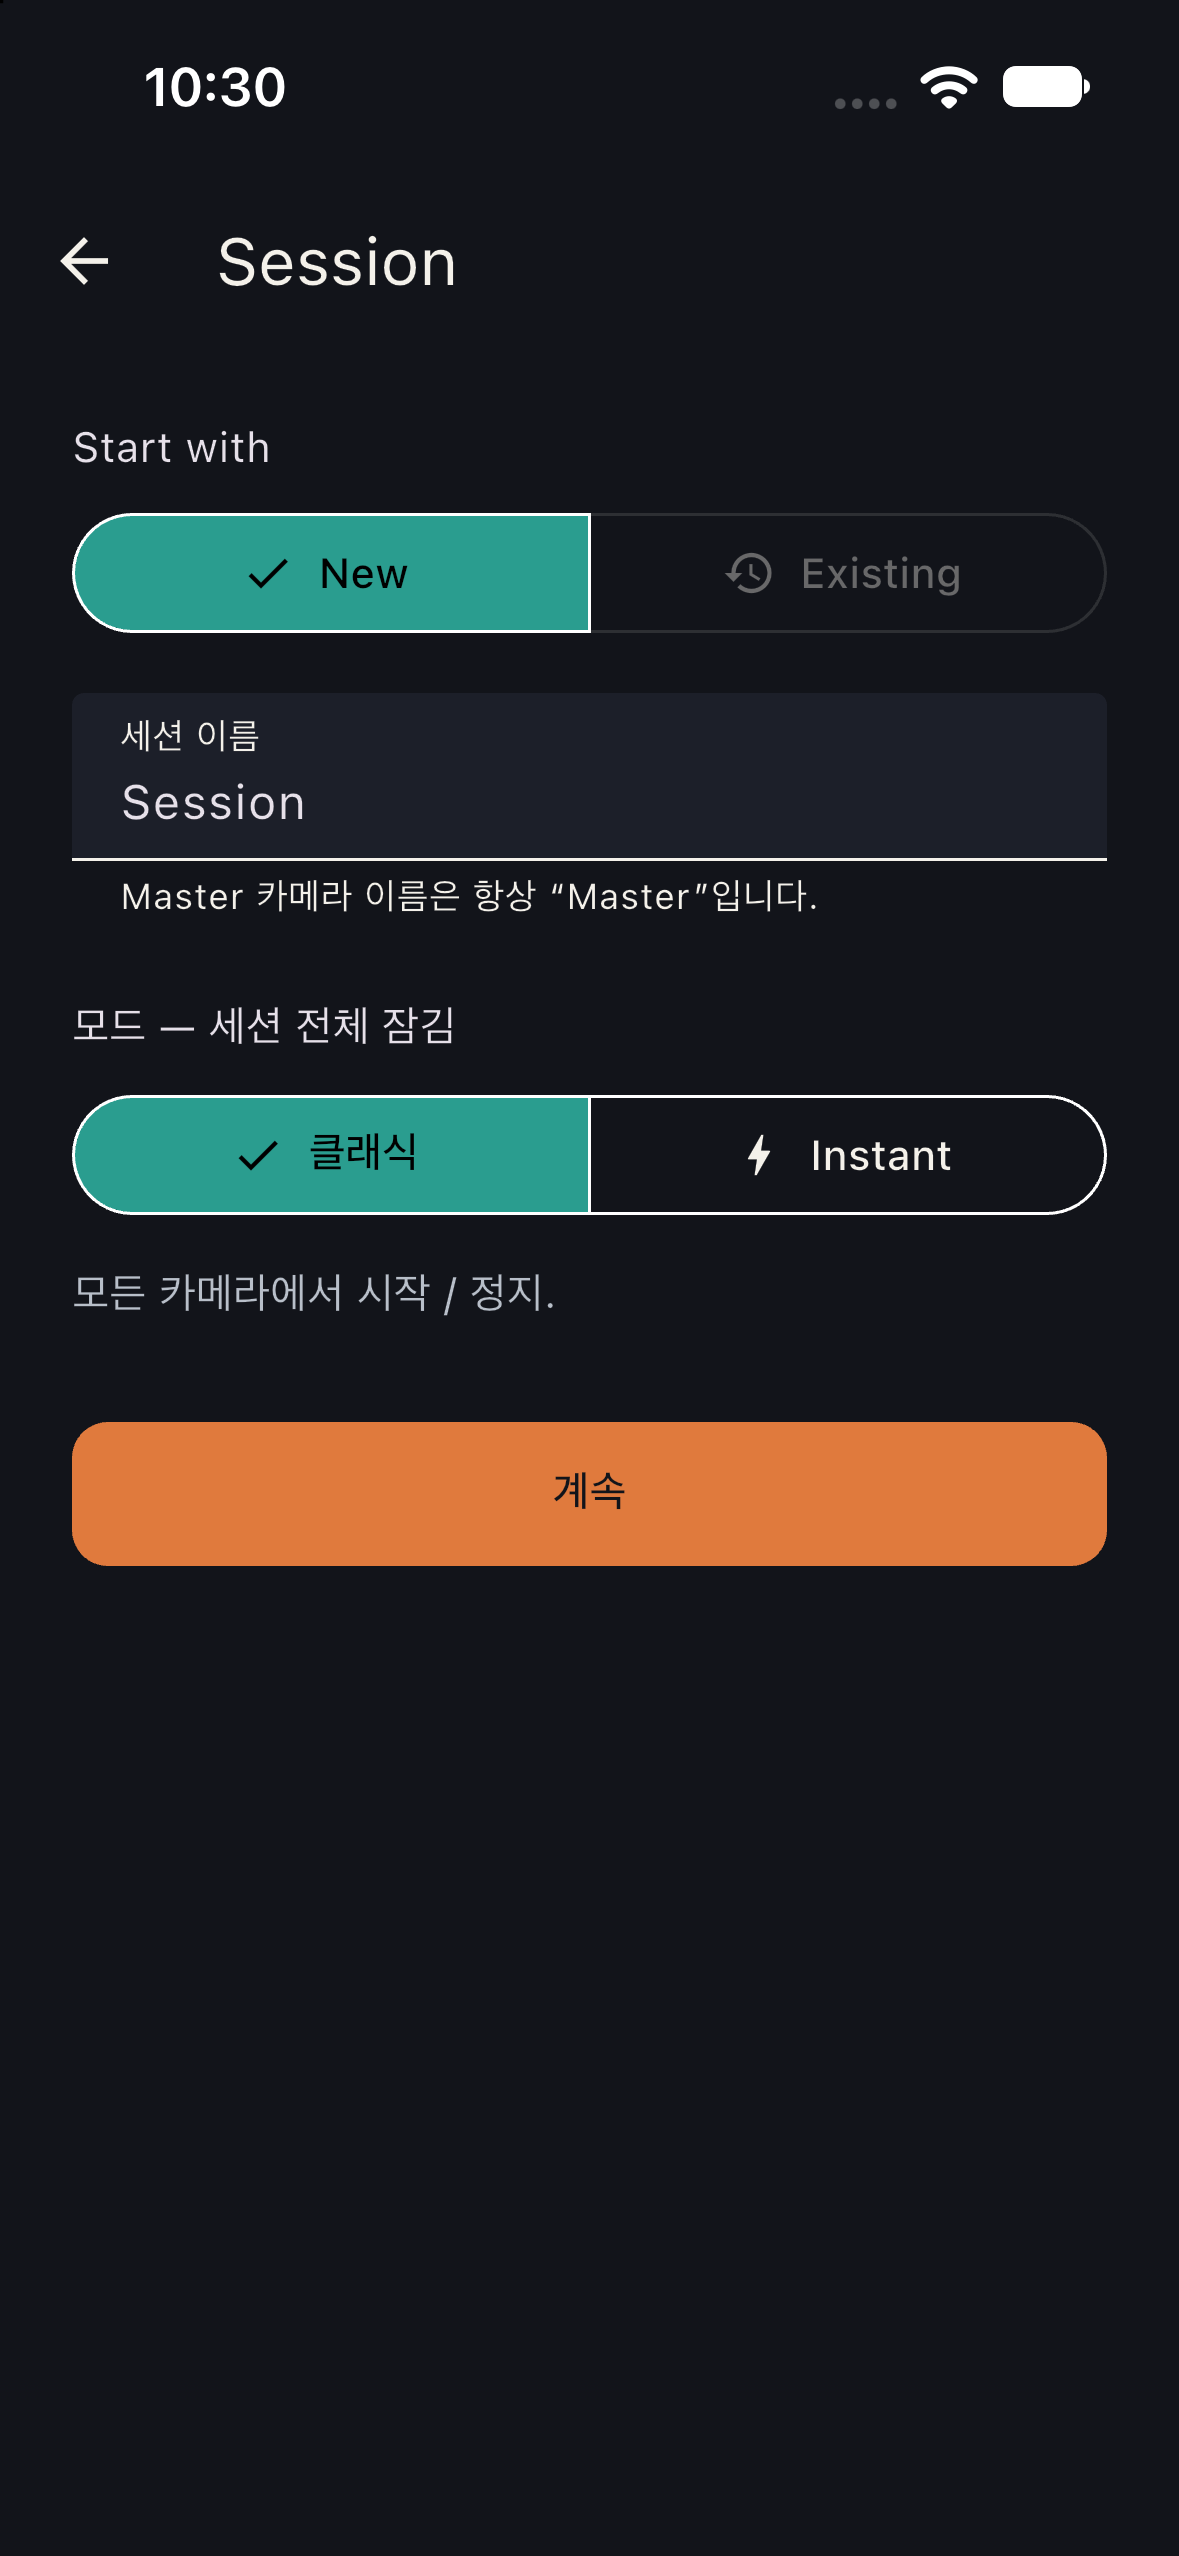 10:30
Session
Start with
New
Existing
세션 이름
Session
Master 카메라 이름은 항상 “Master”입니다.
모드 — 세션 전체 잠김
클래식
Instant
모든 카메라에서 시작 / 정지.
계속